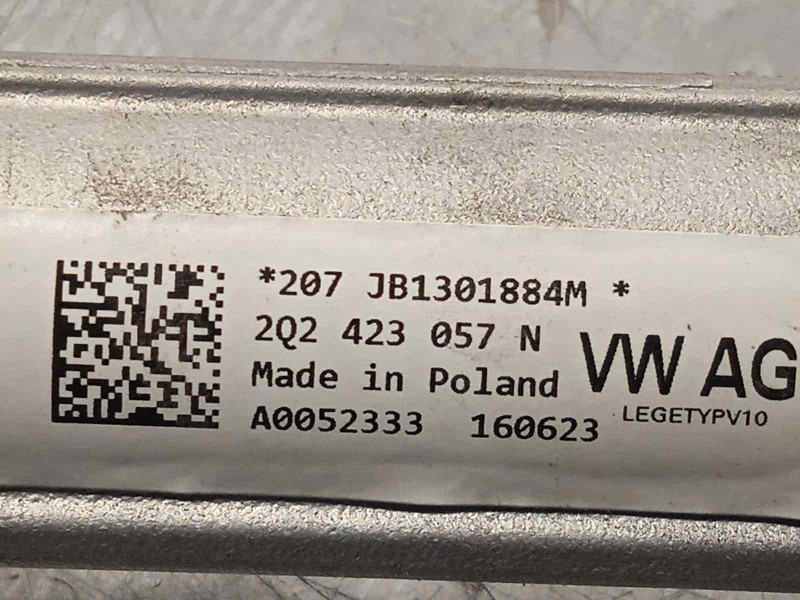 *207 JB1301884M *
2Q2 423 057 N
Made in Poland
A0052333 160623
VW AG
LEGETYPV10